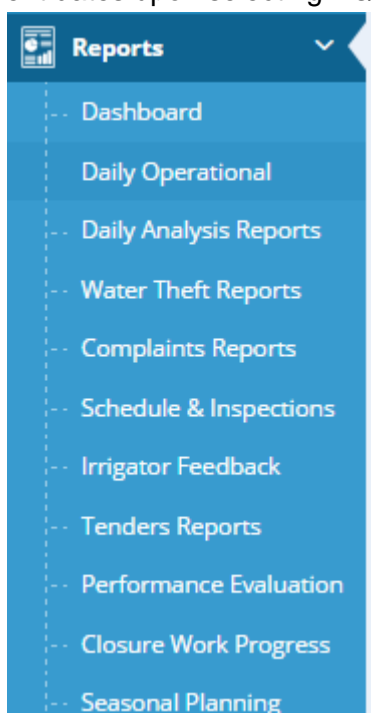 Reports
Dashboard
Daily Operational
Daily Analysis Reports
Water Theft Reports
Complaints Reports
Schedule & Inspections
Irrigator Feedback
Tenders Reports
Performance Evaluation
Closure Work Progress
Seasonal Planning